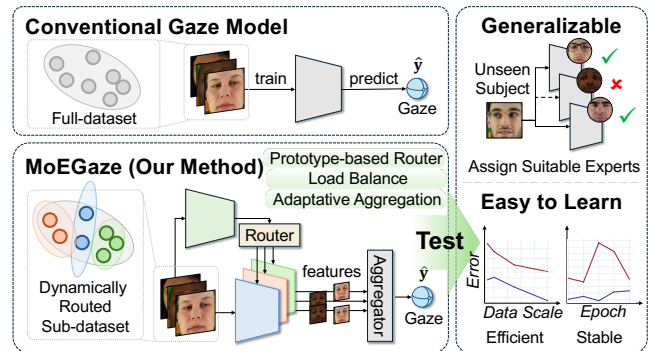 Conventional Gaze Model
Full-dataset
train
predict
ŷ
Gaze
MoEGaze (Our Method)
Prototype-based Router
Load Balance
Adaptative Aggregation
Router
features
Aggregator
ŷ
Gaze
Dynamically
Routed
Sub-dataset
Test
Generalizable
Unseen
Subject
Assign Suitable Experts
Easy to Learn
Error
Data Scale
Epoch
Efficient
Stable